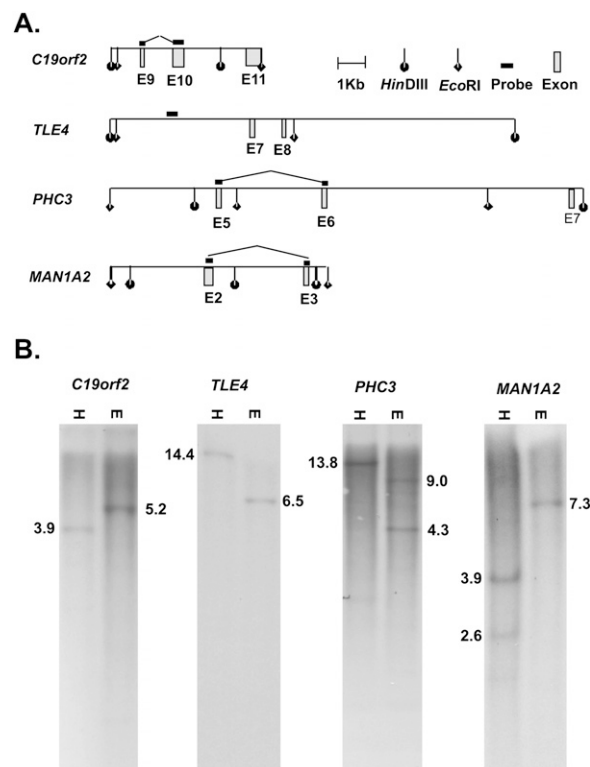 A.
C19orf2
E9 E10 E11
1Kb HinDIII EcoRI Probe Exon
TLE4
E7 E8
PHC3
E5 E6 E7
MAN1A2
E2 E3
B.
C19orf2 TLE4 PHC3 MAN1A2
H E H E H E H E
14.4 13.8 9.0
6.5 7.3
5.2
3.9 4.3
3.9
2.6